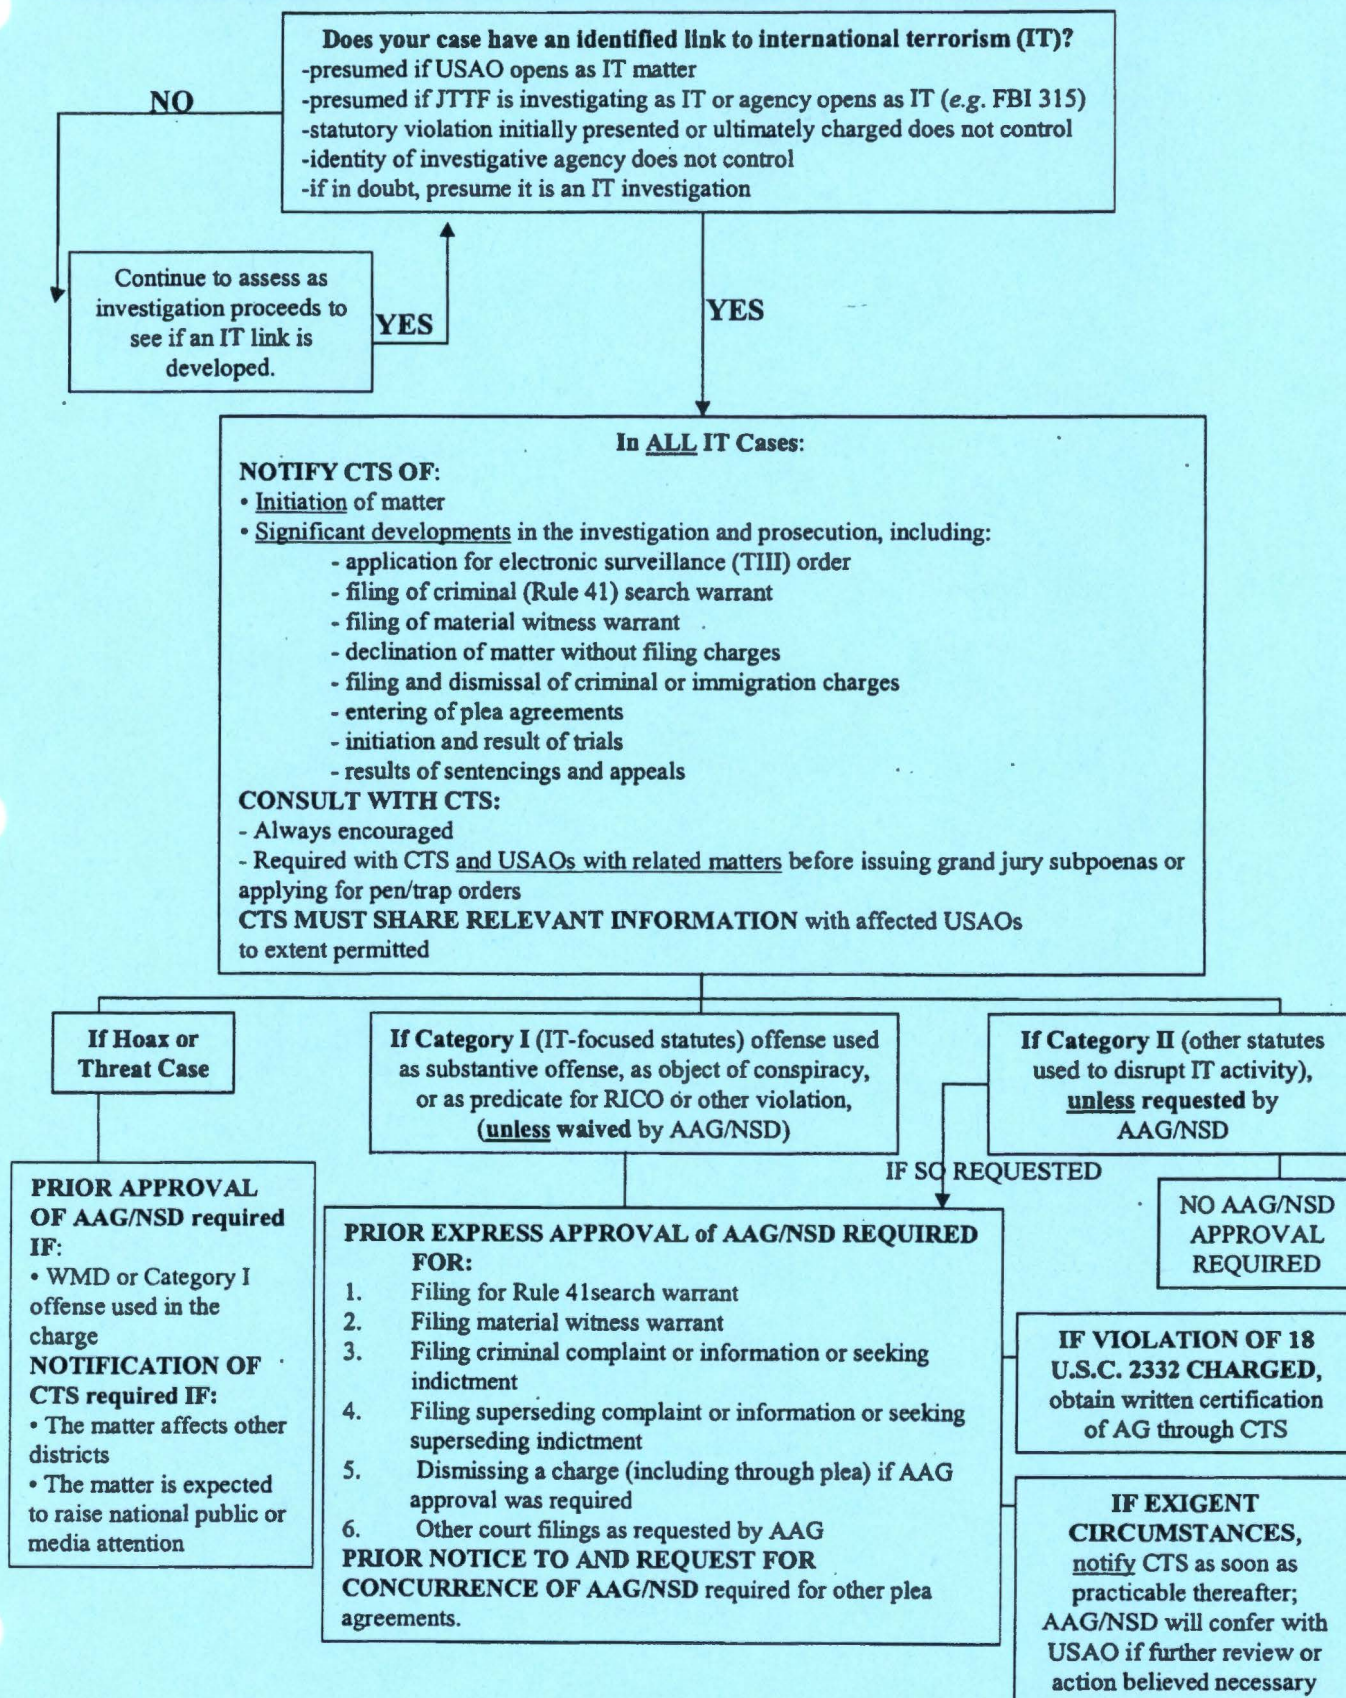 Does your case have an identified link to international terrorism (IT)?
-presumed if USAO opens as IT matter
-presumed if JTTF is investigating as IT or agency opens as IT (e.g. FBI 315)
-statutory violation initially presented or ultimately charged does not control
-identity of investigative agency does not control
-if in doubt, presume it is an IT investigation
NO
Continue to assess as
investigation proceeds to
see if an IT link is
developed.
YES
YES
In ALL IT Cases:
NOTIFY CTS OF:
• Initiation of matter
• Significant developments in the investigation and prosecution, including:
- application for electronic surveillance (TIII) order
- filing of criminal (Rule 41) search warrant
- filing of material witness warrant
- declination of matter without filing charges
- filing and dismissal of criminal or immigration charges
- entering of plea agreements
- initiation and result of trials
- results of sentencings and appeals
CONSULT WITH CTS:
- Always encouraged
- Required with CTS and USAOs with related matters before issuing grand jury subpoenas or
applying for pen/trap orders
CTS MUST SHARE RELEVANT INFORMATION with affected USAOs
to extent permitted
If Hoax or
Threat Case
PRIOR APPROVAL
OF AAG/NSD required
IF:
• WMD or Category I
offense used in the
charge
NOTIFICATION OF
CTS required IF:
• The matter affects other
districts
• The matter is expected
to raise national public or
media attention
If Category I (IT-focused statutes) offense used
as substantive offense, as object of conspiracy,
or as predicate for RICO or other violation,
(unless waived by AAG/NSD)
PRIOR EXPRESS APPROVAL of AAG/NSD REQUIRED
FOR:
1. Filing for Rule 41search warrant
2. Filing material witness warrant
3. Filing criminal complaint or information or seeking
indictment
4. Filing superseding complaint or information or seeking
superseding indictment
5. Dismissing a charge (including through plea) if AAG
approval was required
6. Other court filings as requested by AAG
PRIOR NOTICE TO AND REQUEST FOR
CONCURRENCE OF AAG/NSD required for other plea
agreements.
If Category II (other statutes
used to disrupt IT activity),
unless requested by
AAG/NSD
IF SO REQUESTED
NO AAG/NSD
APPROVAL
REQUIRED
IF VIOLATION OF 18
U.S.C. 2332 CHARGED,
obtain written certification
of AG through CTS
IF EXIGENT
CIRCUMSTANCES,
notify CTS as soon as
practicable thereafter;
AAG/NSD will confer with
USAO if further review or
action believed necessary